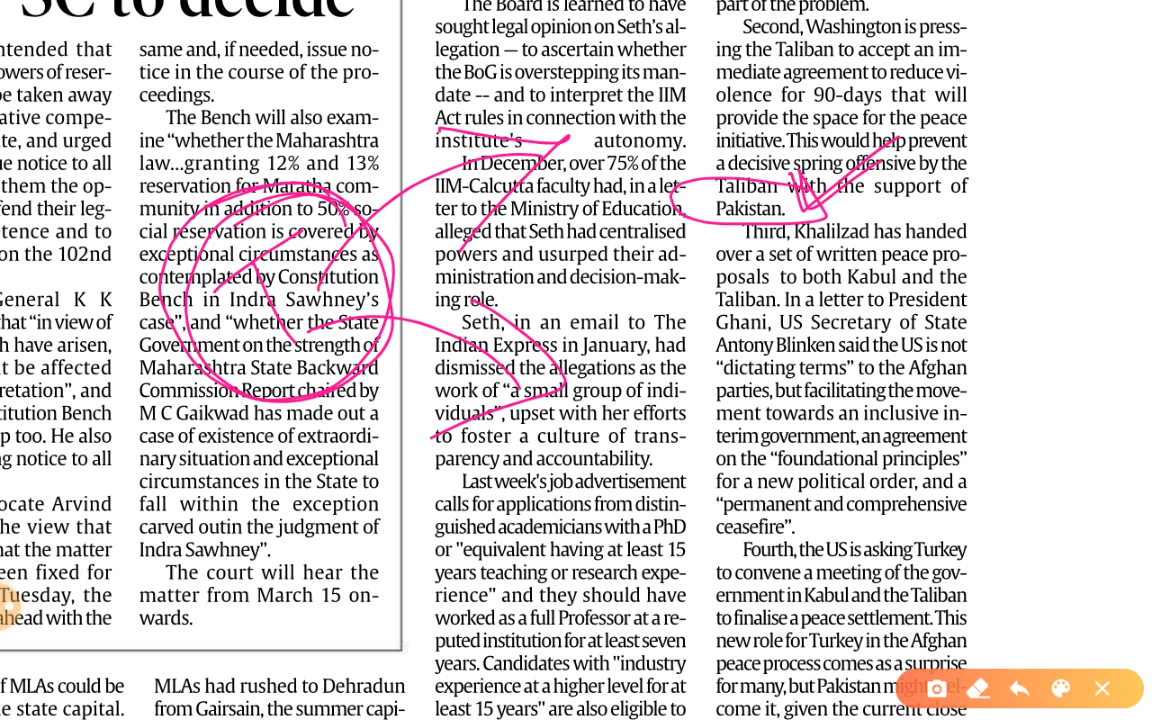 SC to decide
ntended that
owers of reser-
be taken away
ative compe-
te, and urged
ue notice to all
them the op-
fend their leg-
tence and to
on the 102nd
General K K
hat “in view of
h have arisen,
t be affected
retation”, and
titution Bench
p too. He also
g notice to all
ocate Arvind
he view that
hat the matter
een fixed for
Tuesday, the
ahead with the
same and, if needed, issue no-
tice in the course of the pro-
ceedings.
The Bench will also exam-
ine “whether the Maharashtra
law...granting 12% and 13%
reservation for Maratha com-
munity in addition to 50% so-
cial reservation is covered by
exceptional circumstances as
contemplated by Constitution
Bench in Indra Sawhney’s
case”, and “whether the State
Government on the strength of
Maharashtra State Backward
Commission Report chaired by
M C Gaikwad has made out a
case of existence of extraordi-
nary situation and exceptional
circumstances in the State to
fall within the exception
carved outin the judgment of
Indra Sawhney”.
The court will hear the
matter from March 15 on-
wards.
f MLAs could be
e state capital.
MLAs had rushed to Dehradun
from Gairsain, the summer capi-
The Board is learned to have
sought legal opinion on Seth’s al-
legation — to ascertain whether
the BoG is overstepping its man-
date -- and to interpret the IIM
Act rules in connection with the
institute’s autonomy.
In December, over 75% of the
IIM-Calcutta faculty had, in a let-
ter to the Ministry of Education,
alleged that Seth had centralised
powers and usurped their ad-
ministration and decision-mak-
ing role.
Seth, in an email to The
Indian Express in January, had
dismissed the allegations as the
work of “a small group of indi-
viduals”, upset with her efforts
to foster a culture of trans-
parency and accountability.
Last week’s job advertisement
calls for applications from distin-
guished academicians with a PhD
or "equivalent having at least 15
years teaching or research expe-
rience" and they should have
worked as a full Professor at a re-
puted institution for at least seven
years. Candidates with "industry
experience at a higher level for at
least 15 years" are also eligible to
part of the problem.
Second, Washington is press-
ing the Taliban to accept an im-
mediate agreement to reduce vi-
olence for 90-days that will
provide the space for the peace
initiative. This would help prevent
a decisive spring offensive by the
Taliban with the support of
Pakistan.
Third, Khalilzad has handed
over a set of written peace pro-
posals to both Kabul and the
Taliban. In a letter to President
Ghani, US Secretary of State
Antony Blinken said the US is not
“dictating terms” to the Afghan
parties, but facilitating the move-
ment towards an inclusive in-
terim government, an agreement
on the “foundational principles”
for a new political order, and a
“permanent and comprehensive
ceasefire”.
Fourth, the US is asking Turkey
to convene a meeting of the gov-
ernment in Kabul and the Taliban
to finalise a peace settlement. This
new role for Turkey in the Afghan
peace process comes as a surprise
for many, but Pakistan might wel-
come it, given the current close